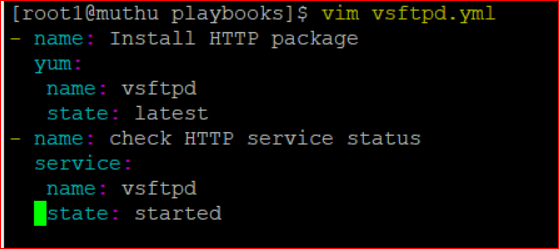 [root1@muthu playbooks]$ vim vsftpd.yml
- name: Install HTTP package
  yum:
   name: vsftpd
   state: latest
- name: check HTTP service status
  service:
   name: vsftpd
   state: started